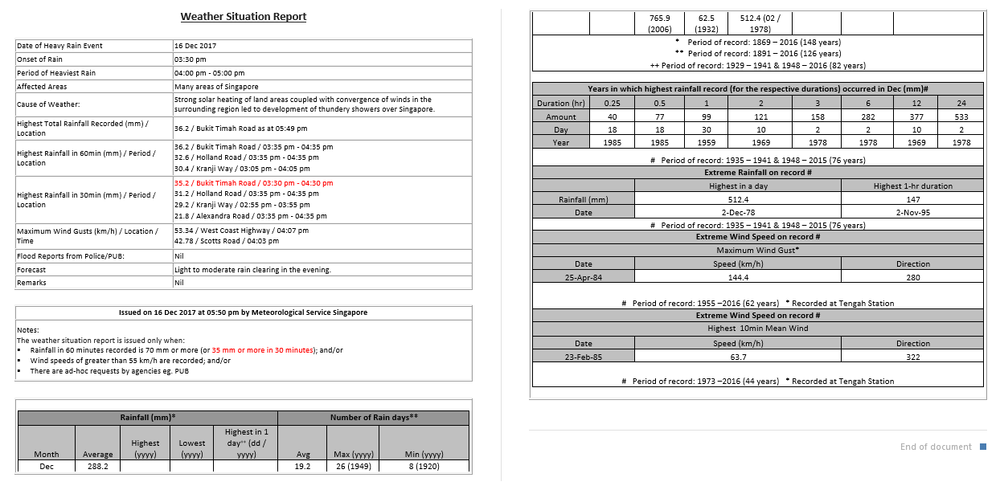 Weather Situation Report
Date of Heavy Rain Event 16 Dec 2017
Onset of Rain 03:30 pm
Period of Heaviest Rain 04:00 pm - 05:00 pm
Affected Areas Many areas of Singapore
Cause of Weather: Strong solar heating of land areas coupled with convergence of winds in the
surrounding region led to development of thundery showers over Singapore.
Highest Total Rainfall Recorded (mm) /
Location
36.2 / Bukit Timah Road as at 05:49 pm
Highest Rainfall in 60min (mm) / Period /
Location
36.2 / Bukit Timah Road / 03:35 pm - 04:35 pm
32.6 / Holland Road / 03:35 pm - 04:35 pm
30.4 / Kranji Way / 03:05 pm - 04:05 pm
Highest Rainfall in 30min (mm) / Period /
Location
35.2 / Bukit Timah Road / 03:30 pm - 04:30 pm
31.2 / Holland Road / 03:35 pm - 04:35 pm
29.2 / Kranji Way / 02:55 pm - 03:55 pm
21.8 / Alexandra Road / 03:35 pm - 04:35 pm
Maximum Wind Gusts (km/h) / Location /
Time
53.34 / West Coast Highway / 04:07 pm
42.78 / Scotts Road / 04:03 pm
Flood Reports from Police/PUB: Nil
Forecast Light to moderate rain clearing in the evening.
Remarks Nil
Issued on 16 Dec 2017 at 05:50 pm by Meteorological Service Singapore
Notes:
The weather situation report is issued only when:
▪ Rainfall in 60 minutes recorded is 70 mm or more (or 35 mm or more in 30 minutes); and/or
▪ Wind speeds of greater than 55 km/h are recorded; and/or
▪ There are ad-hoc requests by agencies eg. PUB
Rainfall (mm)* Number of Rain days**
Month Average Highest (yyyy) Lowest (yyyy) Highest in 1 day⁺⁺ (dd / yyyy) Avg Max (yyyy) Min (yyyy)
Dec 288.2 19.2 26 (1949) 8 (1920)
765.9 62.5 512.4 (02 /
(2006) (1932) 1978)
* Period of record: 1869 – 2016 (148 years)
** Period of record: 1891 – 2016 (126 years)
++ Period of record: 1929 – 1941 & 1948 – 2016 (82 years)
Years in which highest rainfall record (for the respective durations) occurred in Dec (mm)#
Duration (hr) 0.25 0.5 1 2 3 6 12 24
Amount 40 77 99 121 158 282 377 533
Day 18 18 30 10 2 2 10 2
Year 1985 1985 1959 1969 1978 1978 1969 1978
# Period of record: 1935 – 1941 & 1948 – 2015 (76 years)
Extreme Rainfall on record #
Highest in a day Highest 1-hr duration
Rainfall (mm) 512.4 147
Date 2-Dec-78 2-Nov-95
# Period of record: 1935 – 1941 & 1948 – 2015 (76 years)
Extreme Wind Speed on record #
Maximum Wind Gust*
Date Speed (km/h) Direction
25-Apr-84 144.4 280
# Period of record: 1955 –2016 (62 years) * Recorded at Tengah Station
Extreme Wind Speed on record #
Highest 10min Mean Wind
Date Speed (km/h) Direction
23-Feb-85 63.7 322
# Period of record: 1973 –2016 (44 years) * Recorded at Tengah Station
End of document